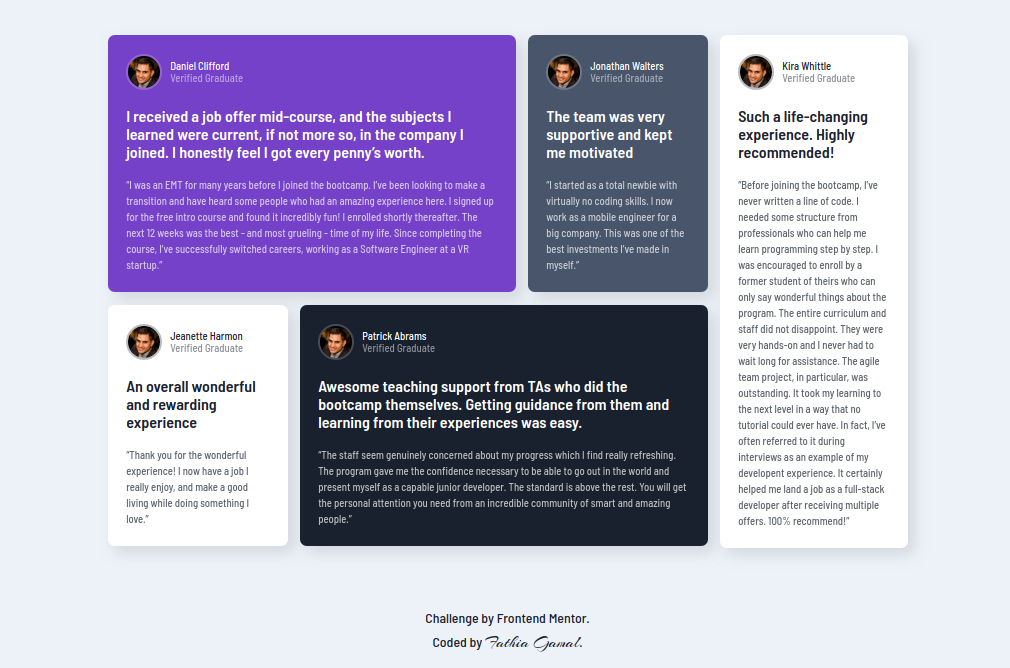 Daniel Clifford
Verified Graduate
I received a job offer mid-course, and the subjects I
learned were current, if not more so, in the company I
joined. I honestly feel I got every penny’s worth.
“I was an EMT for many years before I joined the bootcamp. I’ve been looking to make a
transition and have heard some people who had an amazing experience here. I signed up
for the free intro course and found it incredibly fun! I enrolled shortly thereafter. The
next 12 weeks was the best - and most grueling - time of my life. Since completing the
course, I’ve successfully switched careers, working as a Software Engineer at a VR
startup.”
Jonathan Walters
Verified Graduate
The team was very
supportive and kept
me motivated
“I started as a total newbie with
virtually no coding skills. I now
work as a mobile engineer for a
big company. This was one of the
best investments I’ve made in
myself.”
Kira Whittle
Verified Graduate
Such a life-changing
experience. Highly
recommended!
“Before joining the bootcamp, I’ve
never written a line of code. I
needed some structure from
professionals who can help me
learn programming step by step. I
was encouraged to enroll by a
former student of theirs who can
only say wonderful things about the
program. The entire curriculum and
staff did not disappoint. They were
very hands-on and I never had to
wait long for assistance. The agile
team project, in particular, was
outstanding. It took my learning to
the next level in a way that no
tutorial could ever have. In fact, I’ve
often referred to it during
interviews as an example of my
developent experience. It certainly
helped me land a job as a full-stack
developer after receiving multiple
offers. 100% recommend!”
Jeanette Harmon
Verified Graduate
An overall wonderful
and rewarding
experience
“Thank you for the wonderful
experience! I now have a job I
really enjoy, and make a good
living while doing something I
love.”
Patrick Abrams
Verified Graduate
Awesome teaching support from TAs who did the
bootcamp themselves. Getting guidance from them and
learning from their experiences was easy.
“The staff seem genuinely concerned about my progress which I find really refreshing.
The program gave me the confidence necessary to be able to go out in the world and
present myself as a capable junior developer. The standard is above the rest. You will get
the personal attention you need from an incredible community of smart and amazing
people.”
Challenge by Frontend Mentor.
Coded by Fathia Gamal.